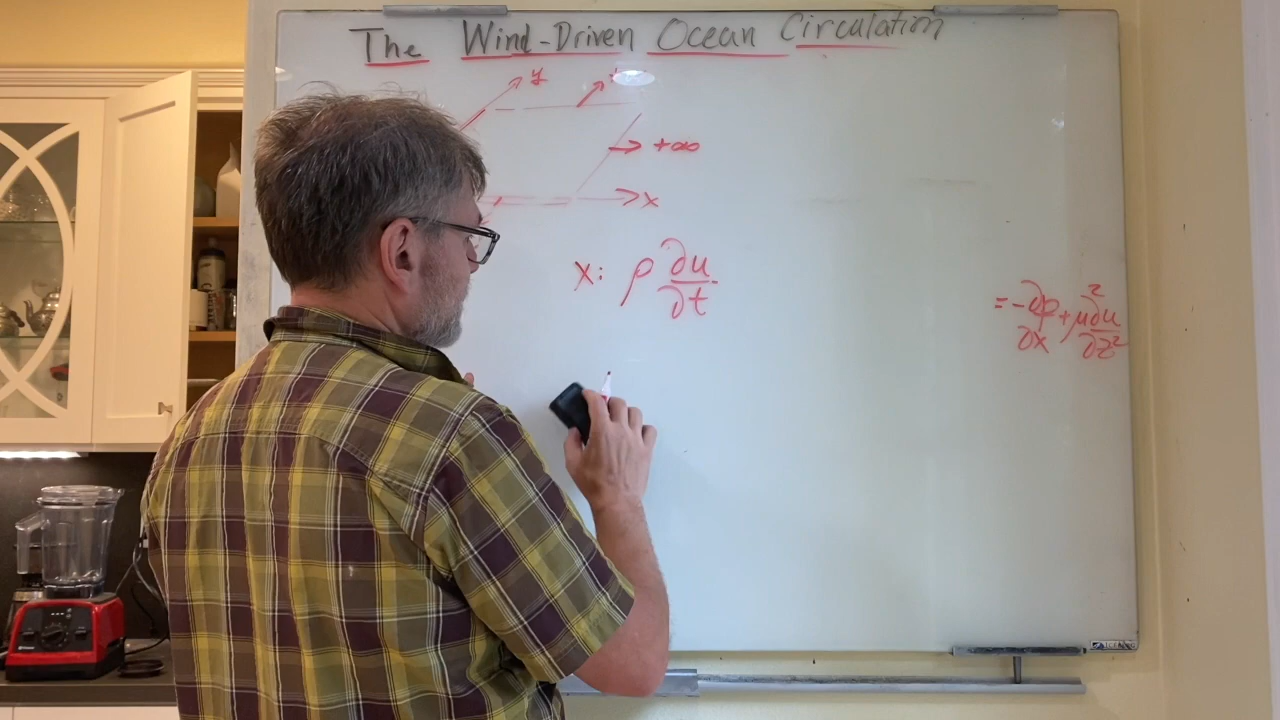 The Wind-Driven Ocean Circulation
y
+∞
x
x: ρ ∂u/∂t
= -∂p/∂x + μ ∂²u/∂z²